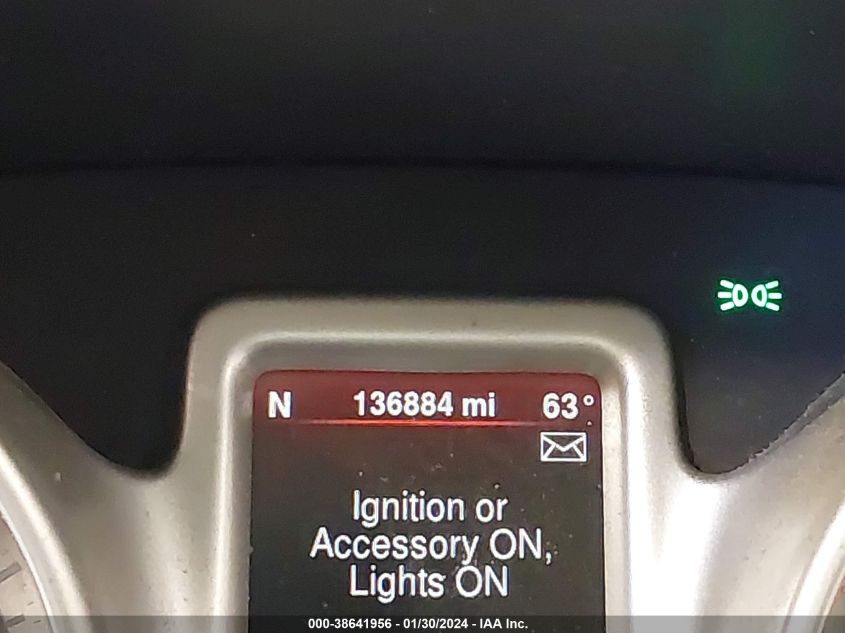 N 136884 mi 63°
Ignition or
Accessory ON,
Lights ON
000-38641956 - 01/30/2024 - IAA Inc.